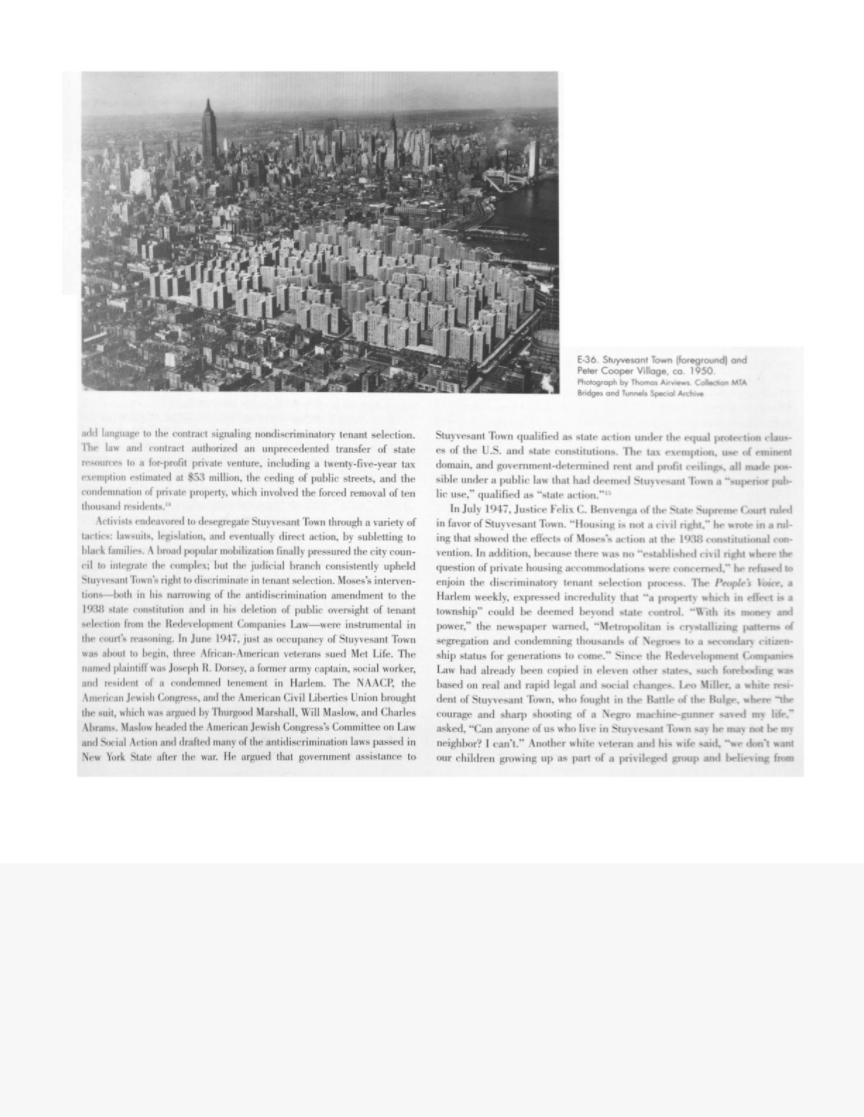 E-36. Stuyvesant Town (foreground) and
Peter Cooper Village, ca. 1950.
Photograph by Thomas Airviews. Collection MTA
Bridges and Tunnels Special Archive
add language to the contract signaling nondiscriminatory tenant selection.
The law and contract authorized an unprecedented transfer of state
resources to a for-profit private venture, including a twenty-five-year tax
exemption estimated at $53 million, the ceding of public streets, and the
condemnation of private property, which involved the forced removal of ten
thousand residents.¹⁴
Activists endeavored to desegregate Stuyvesant Town through a variety of
tactics: lawsuits, legislation, and eventually direct action, by subletting to
black families. A broad popular mobilization finally pressured the city coun-
cil to integrate the complex; but the judicial branch consistently upheld
Stuyvesant Town's right to discriminate in tenant selection. Moses's interven-
tions—both in his narrowing of the antidiscrimination amendment to the
1938 state constitution and in his deletion of public oversight of tenant
selection from the Redevelopment Companies Law—were instrumental in
the court's reasoning. In June 1947, just as occupancy of Stuyvesant Town
was about to begin, three African-American veterans sued Met Life. The
named plaintiff was Joseph R. Dorsey, a former army captain, social worker,
and resident of a condemned tenement in Harlem. The NAACP, the
American Jewish Congress, and the American Civil Liberties Union brought
the suit, which was argued by Thurgood Marshall, Will Maslow, and Charles
Abrams. Maslow headed the American Jewish Congress's Committee on Law
and Social Action and drafted many of the antidiscrimination laws passed in
New York State after the war. He argued that government assistance to
Stuyvesant Town qualified as state action under the equal protection claus-
es of the U.S. and state constitutions. The tax exemption, use of eminent
domain, and government-determined rent and profit ceilings, all made pos-
sible under a public law that had deemed Stuyvesant Town a "superior pub-
lic use," qualified as "state action."¹⁵
In July 1947, Justice Felix C. Benvenga of the State Supreme Court ruled
in favor of Stuyvesant Town. "Housing is not a civil right," he wrote in a rul-
ing that showed the effects of Moses's action at the 1938 constitutional con-
vention. In addition, because there was no "established civil right where the
question of private housing accommodations were concerned," he refused to
enjoin the discriminatory tenant selection process. The People's Voice, a
Harlem weekly, expressed incredulity that "a property which in effect is a
township" could be deemed beyond state control. "With its money and
power," the newspaper warned, "Metropolitan is crystallizing patterns of
segregation and condemning thousands of Negroes to a secondary citizen-
ship status for generations to come." Since the Redevelopment Companies
Law had already been copied in eleven other states, such foreboding was
based on real and rapid legal and social changes. Leo Miller, a white resi-
dent of Stuyvesant Town, who fought in the Battle of the Bulge, where "the
courage and sharp shooting of a Negro machine-gunner saved my life,"
asked, "Can anyone of us who live in Stuyvesant Town say he may not be my
neighbor? I can't." Another white veteran and his wife said, "we don't want
our children growing up as part of a privileged group and believing from